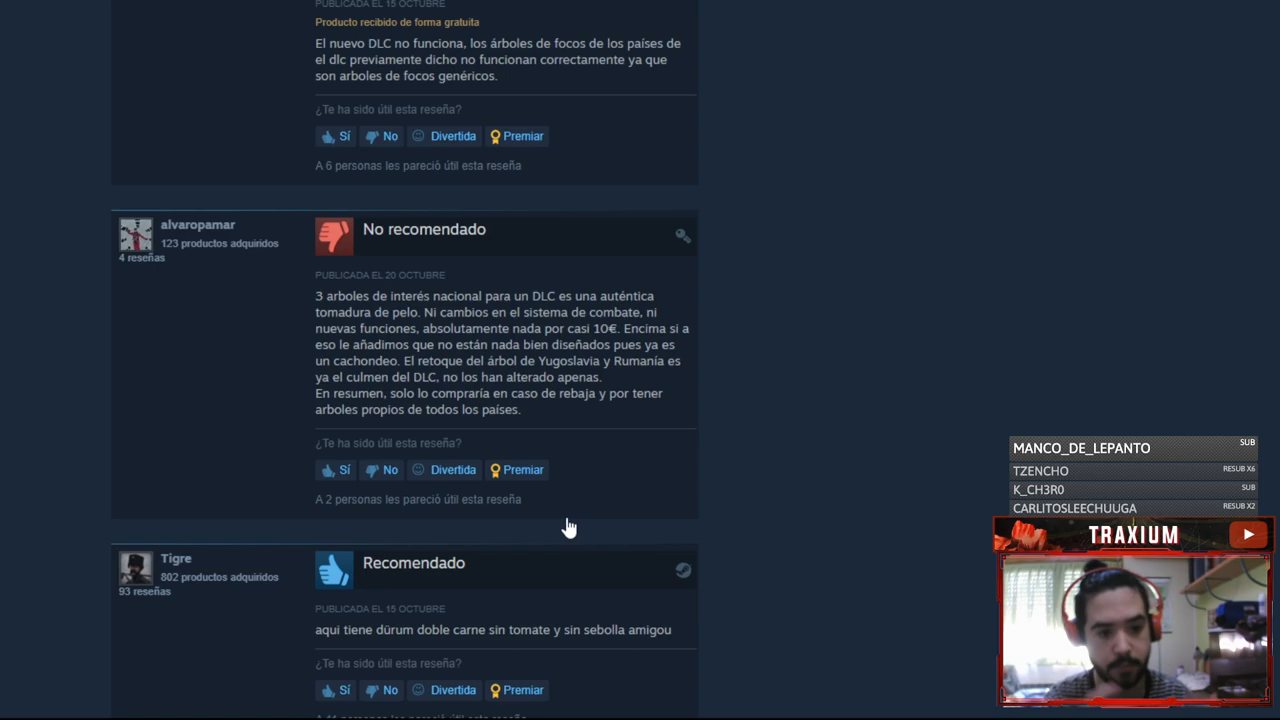 PUBLICADA EL 15 OCTUBRE
Producto recibido de forma gratuita
El nuevo DLC no funciona, los árboles de focos de los países de
el dlc previamente dicho no funcionan correctamente ya que
son arboles de focos genéricos.
¿Te ha sido útil esta reseña?
Sí No Divertida Premiar
A 6 personas les pareció útil esta reseña
alvaropamar
123 productos adquiridos
4 reseñas
No recomendado
PUBLICADA EL 20 OCTUBRE
3 arboles de interés nacional para un DLC es una auténtica
tomadura de pelo. Ni cambios en el sistema de combate, ni
nuevas funciones, absolutamente nada por casi 10€. Encima si a
eso le añadimos que no están nada bien diseñados pues ya es
un cachondeo. El retoque del árbol de Yugoslavia y Rumanía es
ya el culmen del DLC, no los han alterado apenas.
En resumen, solo lo compraría en caso de rebaja y por tener
arboles propios de todos los países.
¿Te ha sido útil esta reseña?
Sí No Divertida Premiar
A 2 personas les pareció útil esta reseña
Tigre
802 productos adquiridos
93 reseñas
Recomendado
PUBLICADA EL 15 OCTUBRE
aqui tiene dürum doble carne sin tomate y sin sebolla amigou
¿Te ha sido útil esta reseña?
Sí No Divertida Premiar
MANCO_DE_LEPANTO SUB
TZENCHO RESUB X6
K_CH3R0 SUB
CARLITOSLEECHUUGA RESUB X2
TRAXIUM